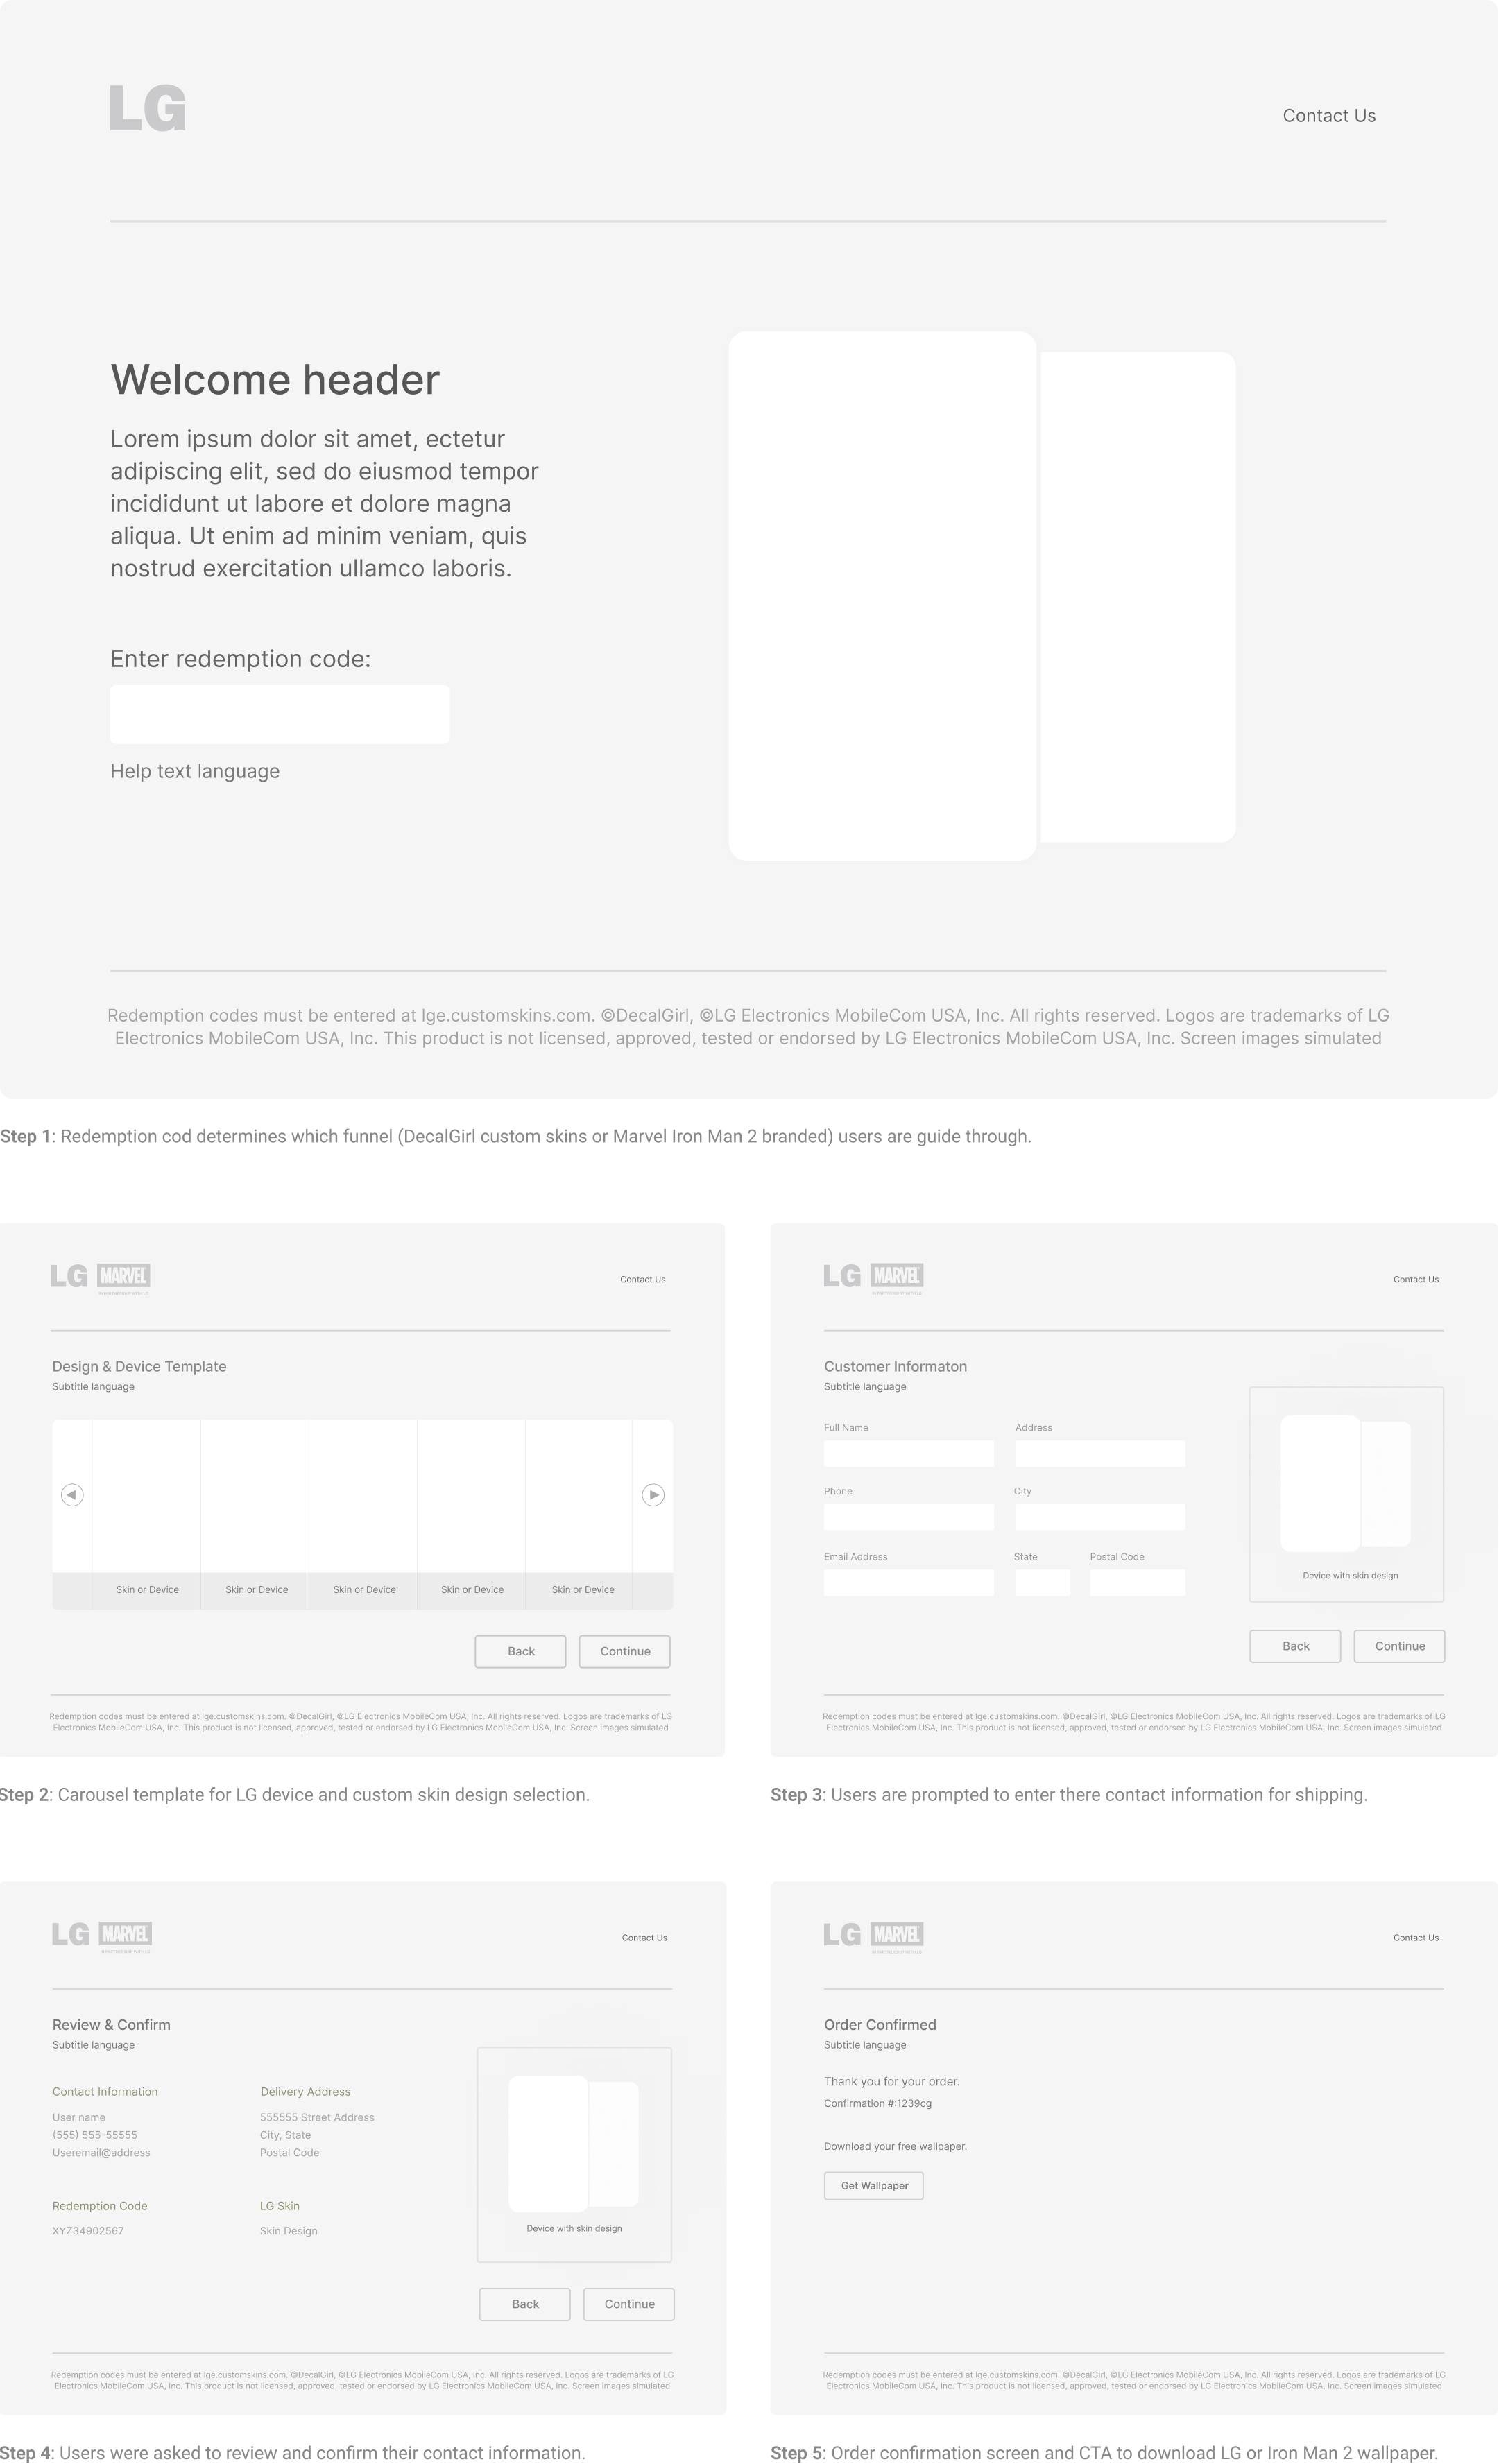 LG
Contact Us
Welcome header
Lorem ipsum dolor sit amet, ectetur
adipiscing elit, sed do eiusmod tempor
incididunt ut labore et dolore magna
aliqua. Ut enim ad minim veniam, quis
nostrud exercitation ullamco laboris.
Enter redemption code:
Help text language
Redemption codes must be entered at lge.customskins.com. ©DecalGirl, ©LG Electronics MobileCom USA, Inc. All rights reserved. Logos are trademarks of LG
Electronics MobileCom USA, Inc. This product is not licensed, approved, tested or endorsed by LG Electronics MobileCom USA, Inc. Screen images simulated
Step 1: Redemption cod determines which funnel (DecalGirl custom skins or Marvel Iron Man 2 branded) users are guide through.
LG MARVEL
IN PARTNERSHIP WITH LG
Contact Us
Design & Device Template
Subtitle language
Skin or Device
Skin or Device
Skin or Device
Skin or Device
Skin or Device
Back
Continue
Redemption codes must be entered at lge.customskins.com. ©DecalGirl, ©LG Electronics MobileCom USA, Inc. All rights reserved. Logos are trademarks of LG
Electronics MobileCom USA, Inc. This product is not licensed, approved, tested or endorsed by LG Electronics MobileCom USA, Inc. Screen images simulated
Step 2: Carousel template for LG device and custom skin design selection.
LG MARVEL
IN PARTNERSHIP WITH LG
Contact Us
Customer Informaton
Subtitle language
Full Name
Address
Phone
City
Email Address
State
Postal Code
Device with skin design
Back
Continue
Redemption codes must be entered at lge.customskins.com. ©DecalGirl, ©LG Electronics MobileCom USA, Inc. All rights reserved. Logos are trademarks of LG
Electronics MobileCom USA, Inc. This product is not licensed, approved, tested or endorsed by LG Electronics MobileCom USA, Inc. Screen images simulated
Step 3: Users are prompted to enter there contact information for shipping.
LG MARVEL
IN PARTNERSHIP WITH LG
Contact Us
Review & Confirm
Subtitle language
Contact Information
User name
(555) 555-55555
Useremail@address
Delivery Address
555555 Street Address
City, State
Postal Code
Redemption Code
XYZ34902567
LG Skin
Skin Design
Device with skin design
Back
Continue
Redemption codes must be entered at lge.customskins.com. ©DecalGirl, ©LG Electronics MobileCom USA, Inc. All rights reserved. Logos are trademarks of LG
Electronics MobileCom USA, Inc. This product is not licensed, approved, tested or endorsed by LG Electronics MobileCom USA, Inc. Screen images simulated
Step 4: Users were asked to review and confirm their contact information.
LG MARVEL
IN PARTNERSHIP WITH LG
Contact Us
Order Confirmed
Subtitle language
Thank you for your order.
Confirmation #:1239cg
Download your free wallpaper.
Get Wallpaper
Redemption codes must be entered at lge.customskins.com. ©DecalGirl, ©LG Electronics MobileCom USA, Inc. All rights reserved. Logos are trademarks of LG
Electronics MobileCom USA, Inc. This product is not licensed, approved, tested or endorsed by LG Electronics MobileCom USA, Inc. Screen images simulated
Step 5: Order confirmation screen and CTA to download LG or Iron Man 2 wallpaper.